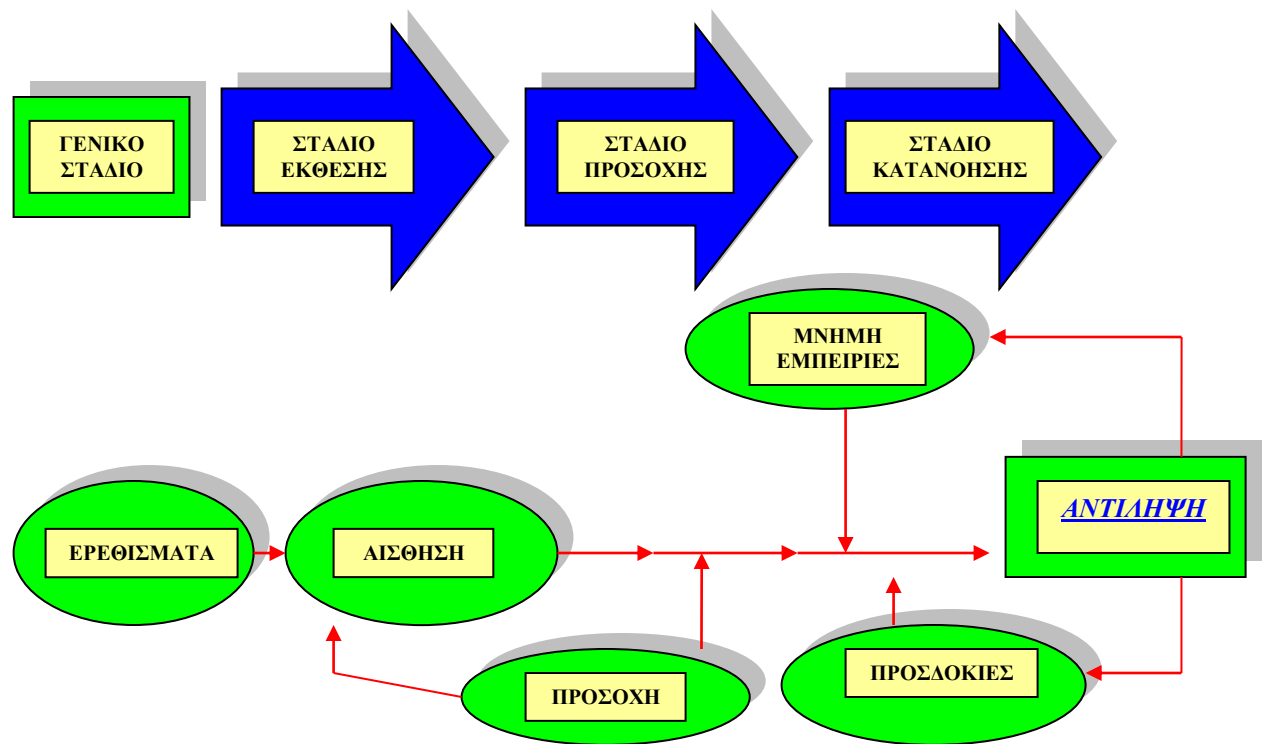 ΓΕΝΙΚΟ
ΣΤΑΔΙΟ
ΣΤΑΔΙΟ
ΕΚΘΕΣΗΣ
ΣΤΑΔΙΟ
ΠΡΟΣΟΧΗΣ
ΣΤΑΔΙΟ
ΚΑΤΑΝΟΗΣΗΣ
ΜΝΗΜΗ
ΕΜΠΕΙΡΙΕΣ
ΑΝΤΙΛΗΨΗ
ΕΡΕΘΙΣΜΑΤΑ
ΑΙΣΘΗΣΗ
ΠΡΟΣΟΧΗ
ΠΡΟΣΔΟΚΙΕΣ